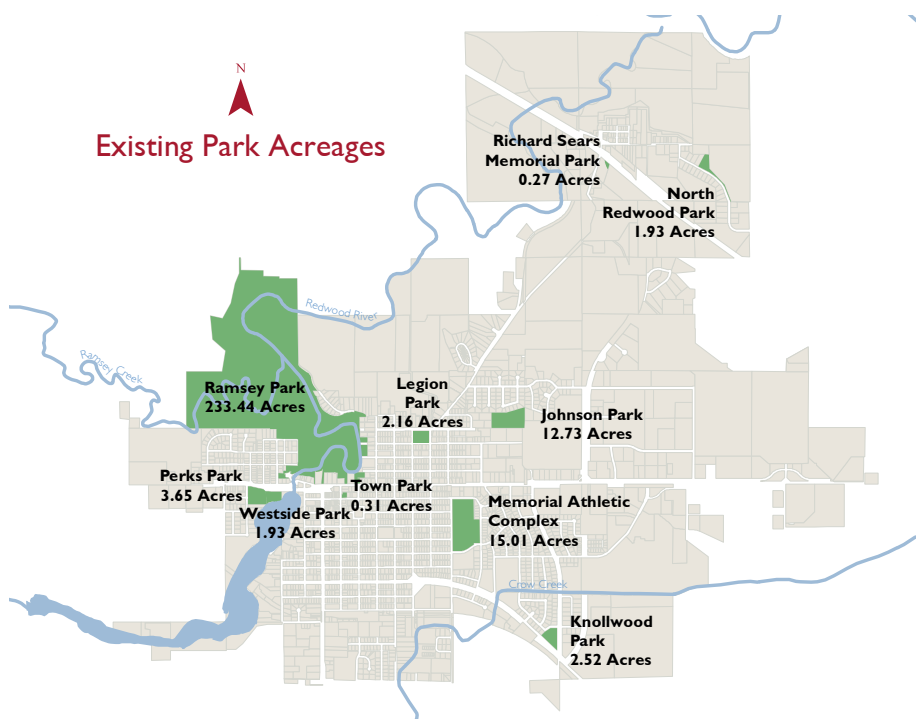 N
Existing Park Acreages
Richard Sears
Memorial Park
0.27 Acres
North
Redwood Park
1.93 Acres
Redwood River
Ramsey Creek
Ramsey Park
233.44 Acres
Legion
Park
2.16 Acres
Johnson Park
12.73 Acres
Perks Park
3.65 Acres
Town Park
0.31 Acres
Westside Park
1.93 Acres
Memorial Athletic
Complex
15.01 Acres
Crow Creek
Knollwood
Park
2.52 Acres